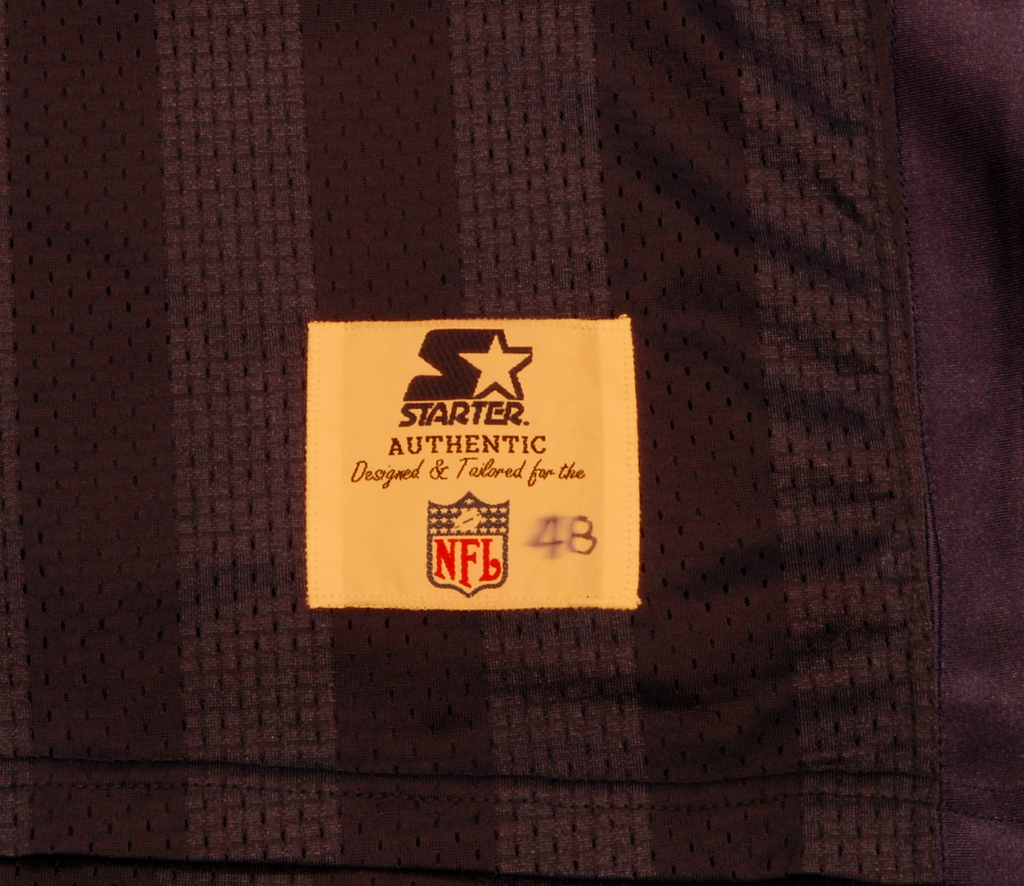 STARTER.
AUTHENTIC
Designed & Tailored for the
NFL
48